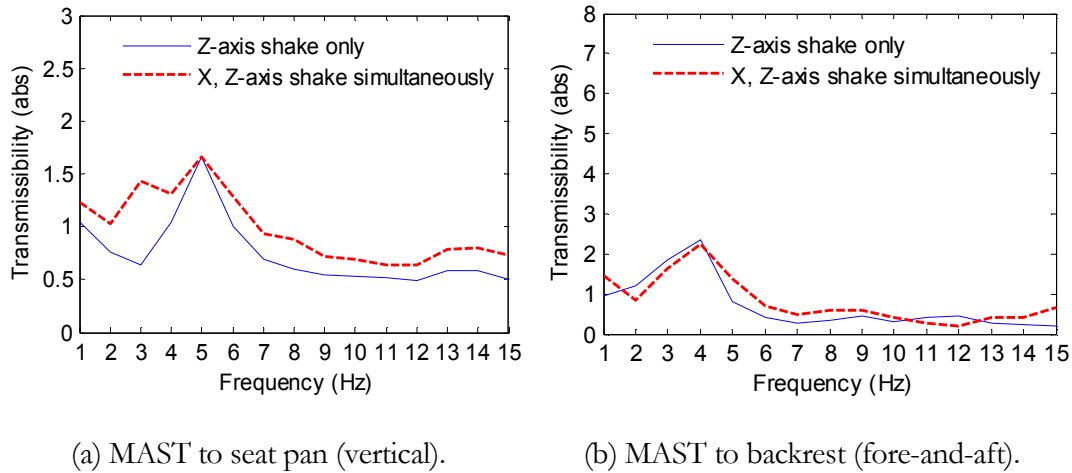 3
2.5
2
1.5
1
0.5
0
Transmissibility (abs)
Z-axis shake only
X, Z-axis shake simultaneously
1 2 3 4 5 6 7 8 9 10 11 12 13 14 15
Frequency (Hz)
(a) MAST to seat pan (vertical).
8
7
6
5
4
3
2
1
0
Transmissibility (abs)
Z-axis shake only
X, Z-axis shake simultaneously
1 2 3 4 5 6 7 8 9 10 11 12 13 14 15
Frequency (Hz)
(b) MAST to backrest (fore-and-aft).